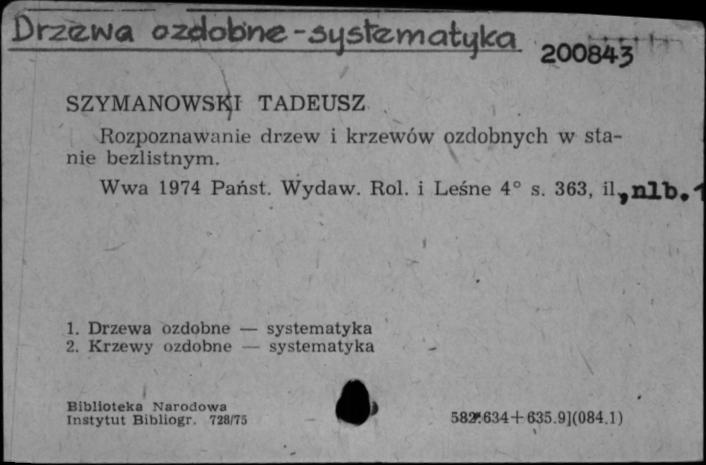 Drzewa ozdobne - systematyka
200843
SZYMANOWSKI TADEUSZ
Rozpoznawanie drzew i krzewów ozdobnych w sta-
nie bezlistnym.
Wwa 1974 Państ. Wydaw. Rol. i Leśne 4° s. 363, il, nlb. 1
1. Drzewa ozdobne — systematyka
2. Krzewy ozdobne — systematyka
Biblioteka Narodowa
Instytut Bibliogr. 728/75
634+635.9](084.1)